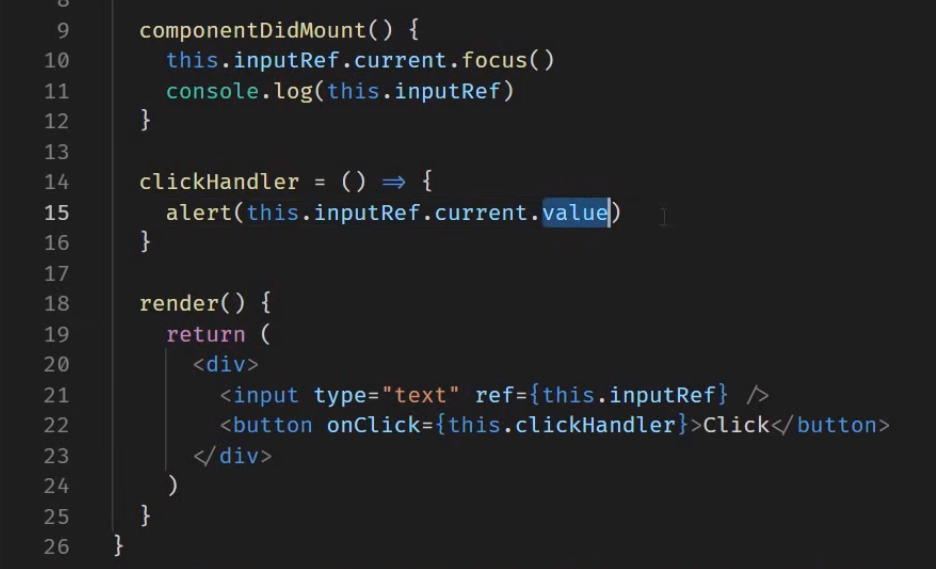 8
9 componentDidMount() {
10 this.inputRef.current.focus()
11 console.log(this.inputRef)
12 }
13
14 clickHandler = () => {
15 alert(this.inputRef.current.value)
16 }
17
18 render() {
19 return (
20 <div>
21 <input type="text" ref={this.inputRef} />
22 <button onClick={this.clickHandler}>Click</button>
23 </div>
24 )
25 }
26 }